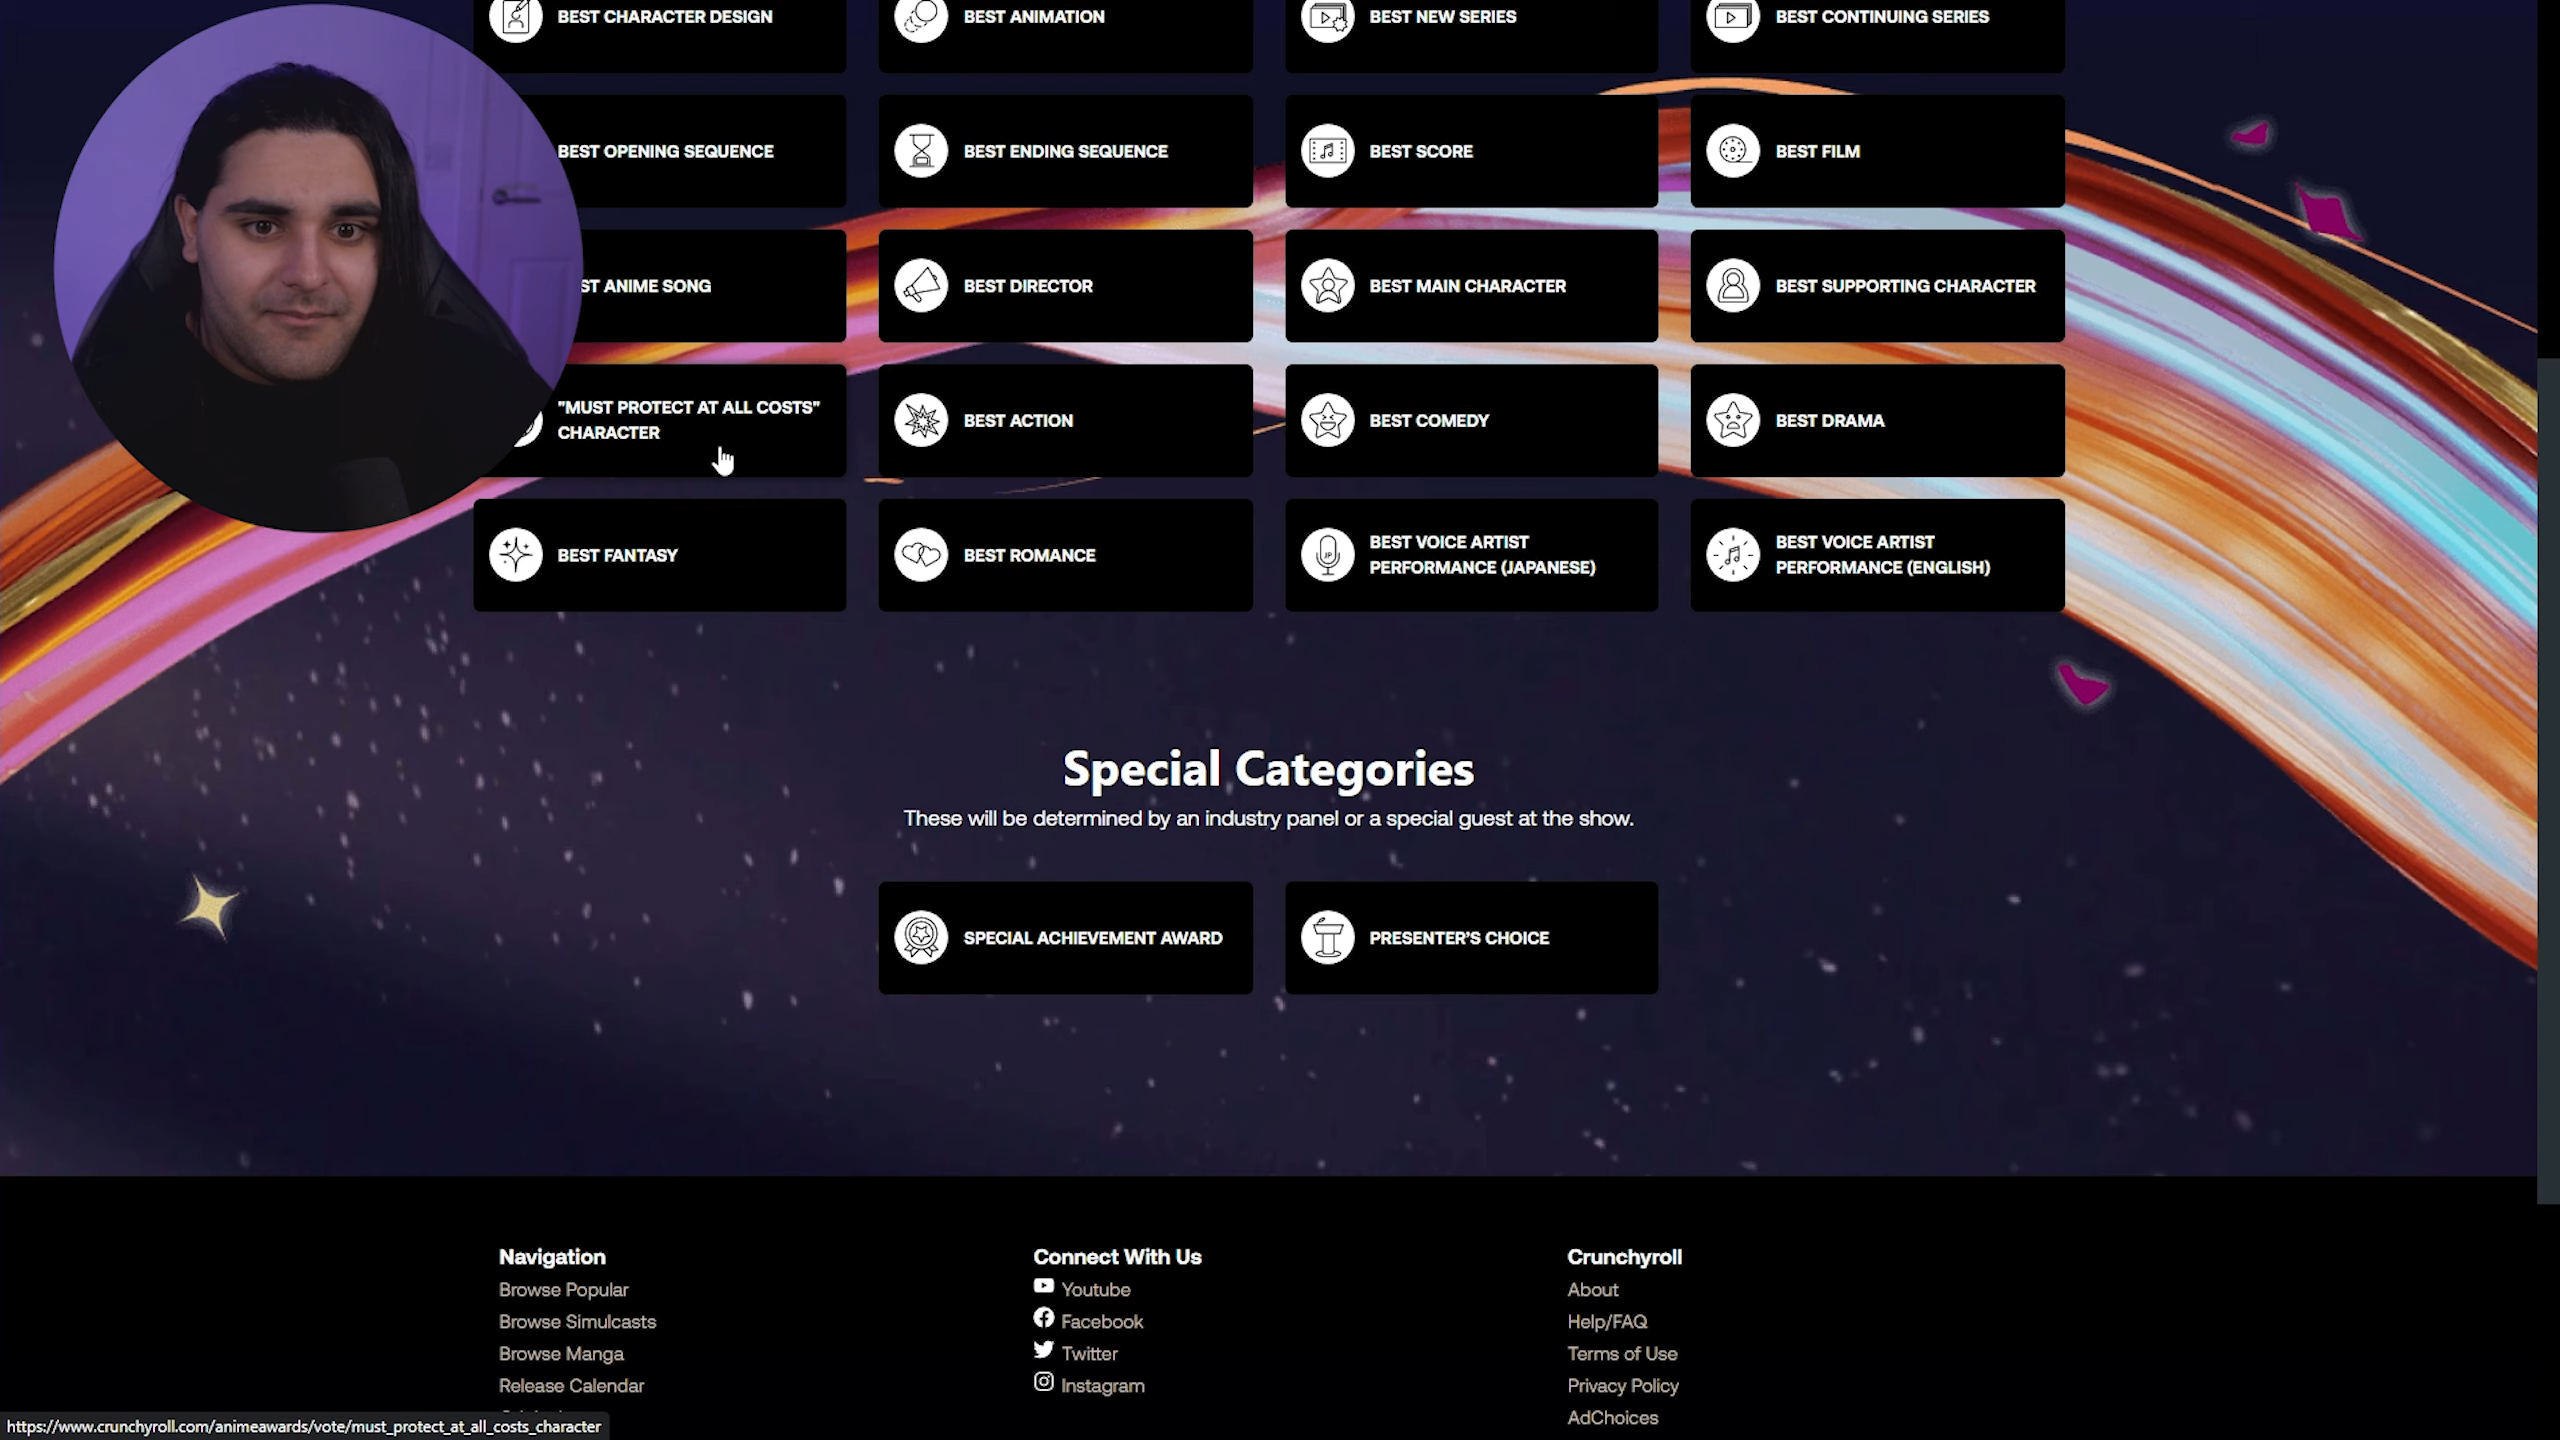 BEST CHARACTER DESIGN
BEST ANIMATION
BEST NEW SERIES
BEST CONTINUING SERIES
BEST OPENING SEQUENCE
BEST ENDING SEQUENCE
BEST SCORE
BEST FILM
ST ANIME SONG
BEST DIRECTOR
BEST MAIN CHARACTER
BEST SUPPORTING CHARACTER
"MUST PROTECT AT ALL COSTS"
CHARACTER
BEST ACTION
BEST COMEDY
BEST DRAMA
BEST FANTASY
BEST ROMANCE
JP
BEST VOICE ARTIST
PERFORMANCE (JAPANESE)
BEST VOICE ARTIST
PERFORMANCE (ENGLISH)
Special Categories
These will be determined by an industry panel or a special guest at the show.
SPECIAL ACHIEVEMENT AWARD
PRESENTER'S CHOICE
Navigation
Browse Popular
Browse Simulcasts
Browse Manga
Release Calendar
Connect With Us
Youtube
Facebook
Twitter
Instagram
Crunchyroll
About
Help/FAQ
Terms of Use
Privacy Policy
AdChoices
https://www.crunchyroll.com/animeawards/vote/must_protect_at_all_costs_character